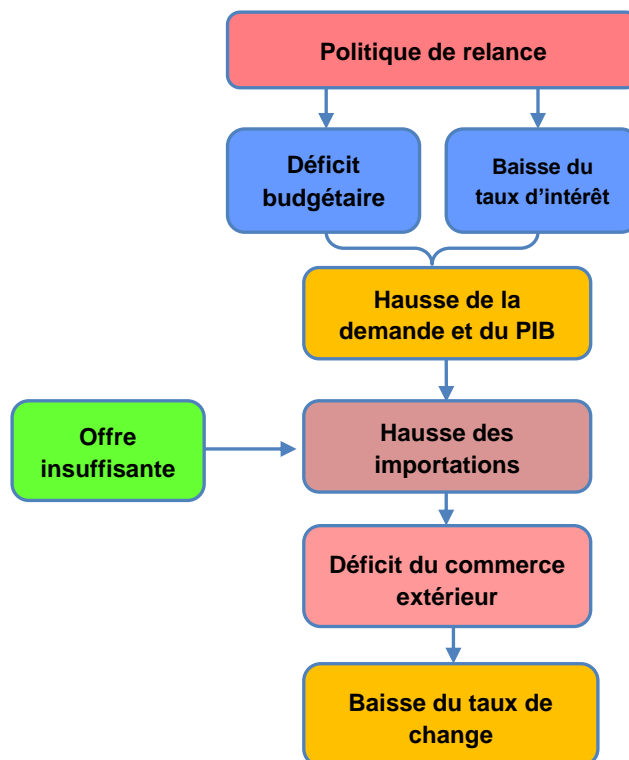 Politique de relance
Déficit
budgétaire
Baisse du
taux d’intérêt
Hausse de la
demande et du PIB
Offre
insuffisante
Hausse des
importations
Déficit du commerce
extérieur
Baisse du taux de
change